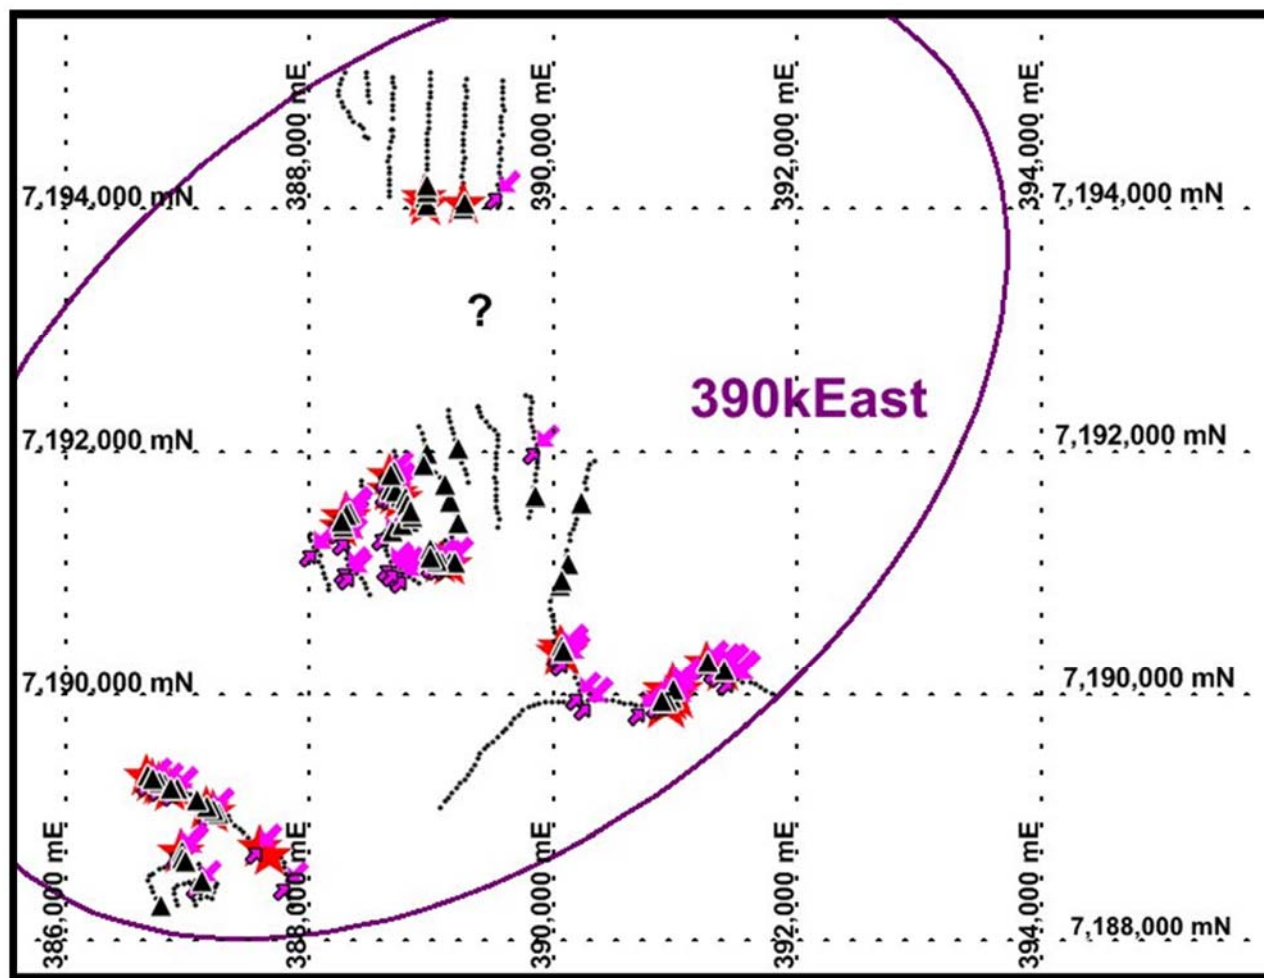 388,000 mE
390,000 mE
392,000 mE
394,000 mE
7,194,000 mN
7,194,000 mN
?
390kEast
7,192,000 mN
7,192,000 mN
7,190,000 mN
7,190,000 mN
386,000 mE
388,000 mE
390,000 mE
392,000 mE
394,000 mE
7,188,000 mN